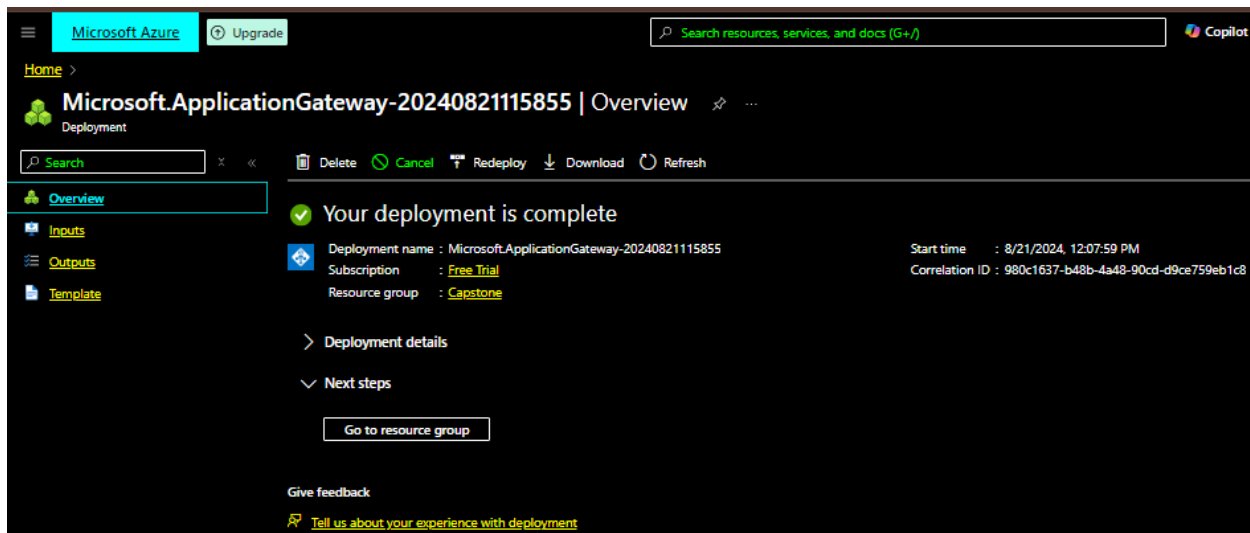 Microsoft Azure
Upgrade
Search resources, services, and docs (G+/)
Copilot
Home >
Microsoft.ApplicationGateway-20240821115855 | Overview
Deployment
Search
Delete
Cancel
Redeploy
Download
Refresh
Overview
Inputs
Outputs
Template
Your deployment is complete
Deployment name : Microsoft.ApplicationGateway-20240821115855
Subscription : Free Trial
Resource group : Capstone
Start time : 8/21/2024, 12:07:59 PM
Correlation ID : 980c1637-b48b-4a48-90cd-d9ce759eb1c8
Deployment details
Next steps
Go to resource group
Give feedback
Tell us about your experience with deployment